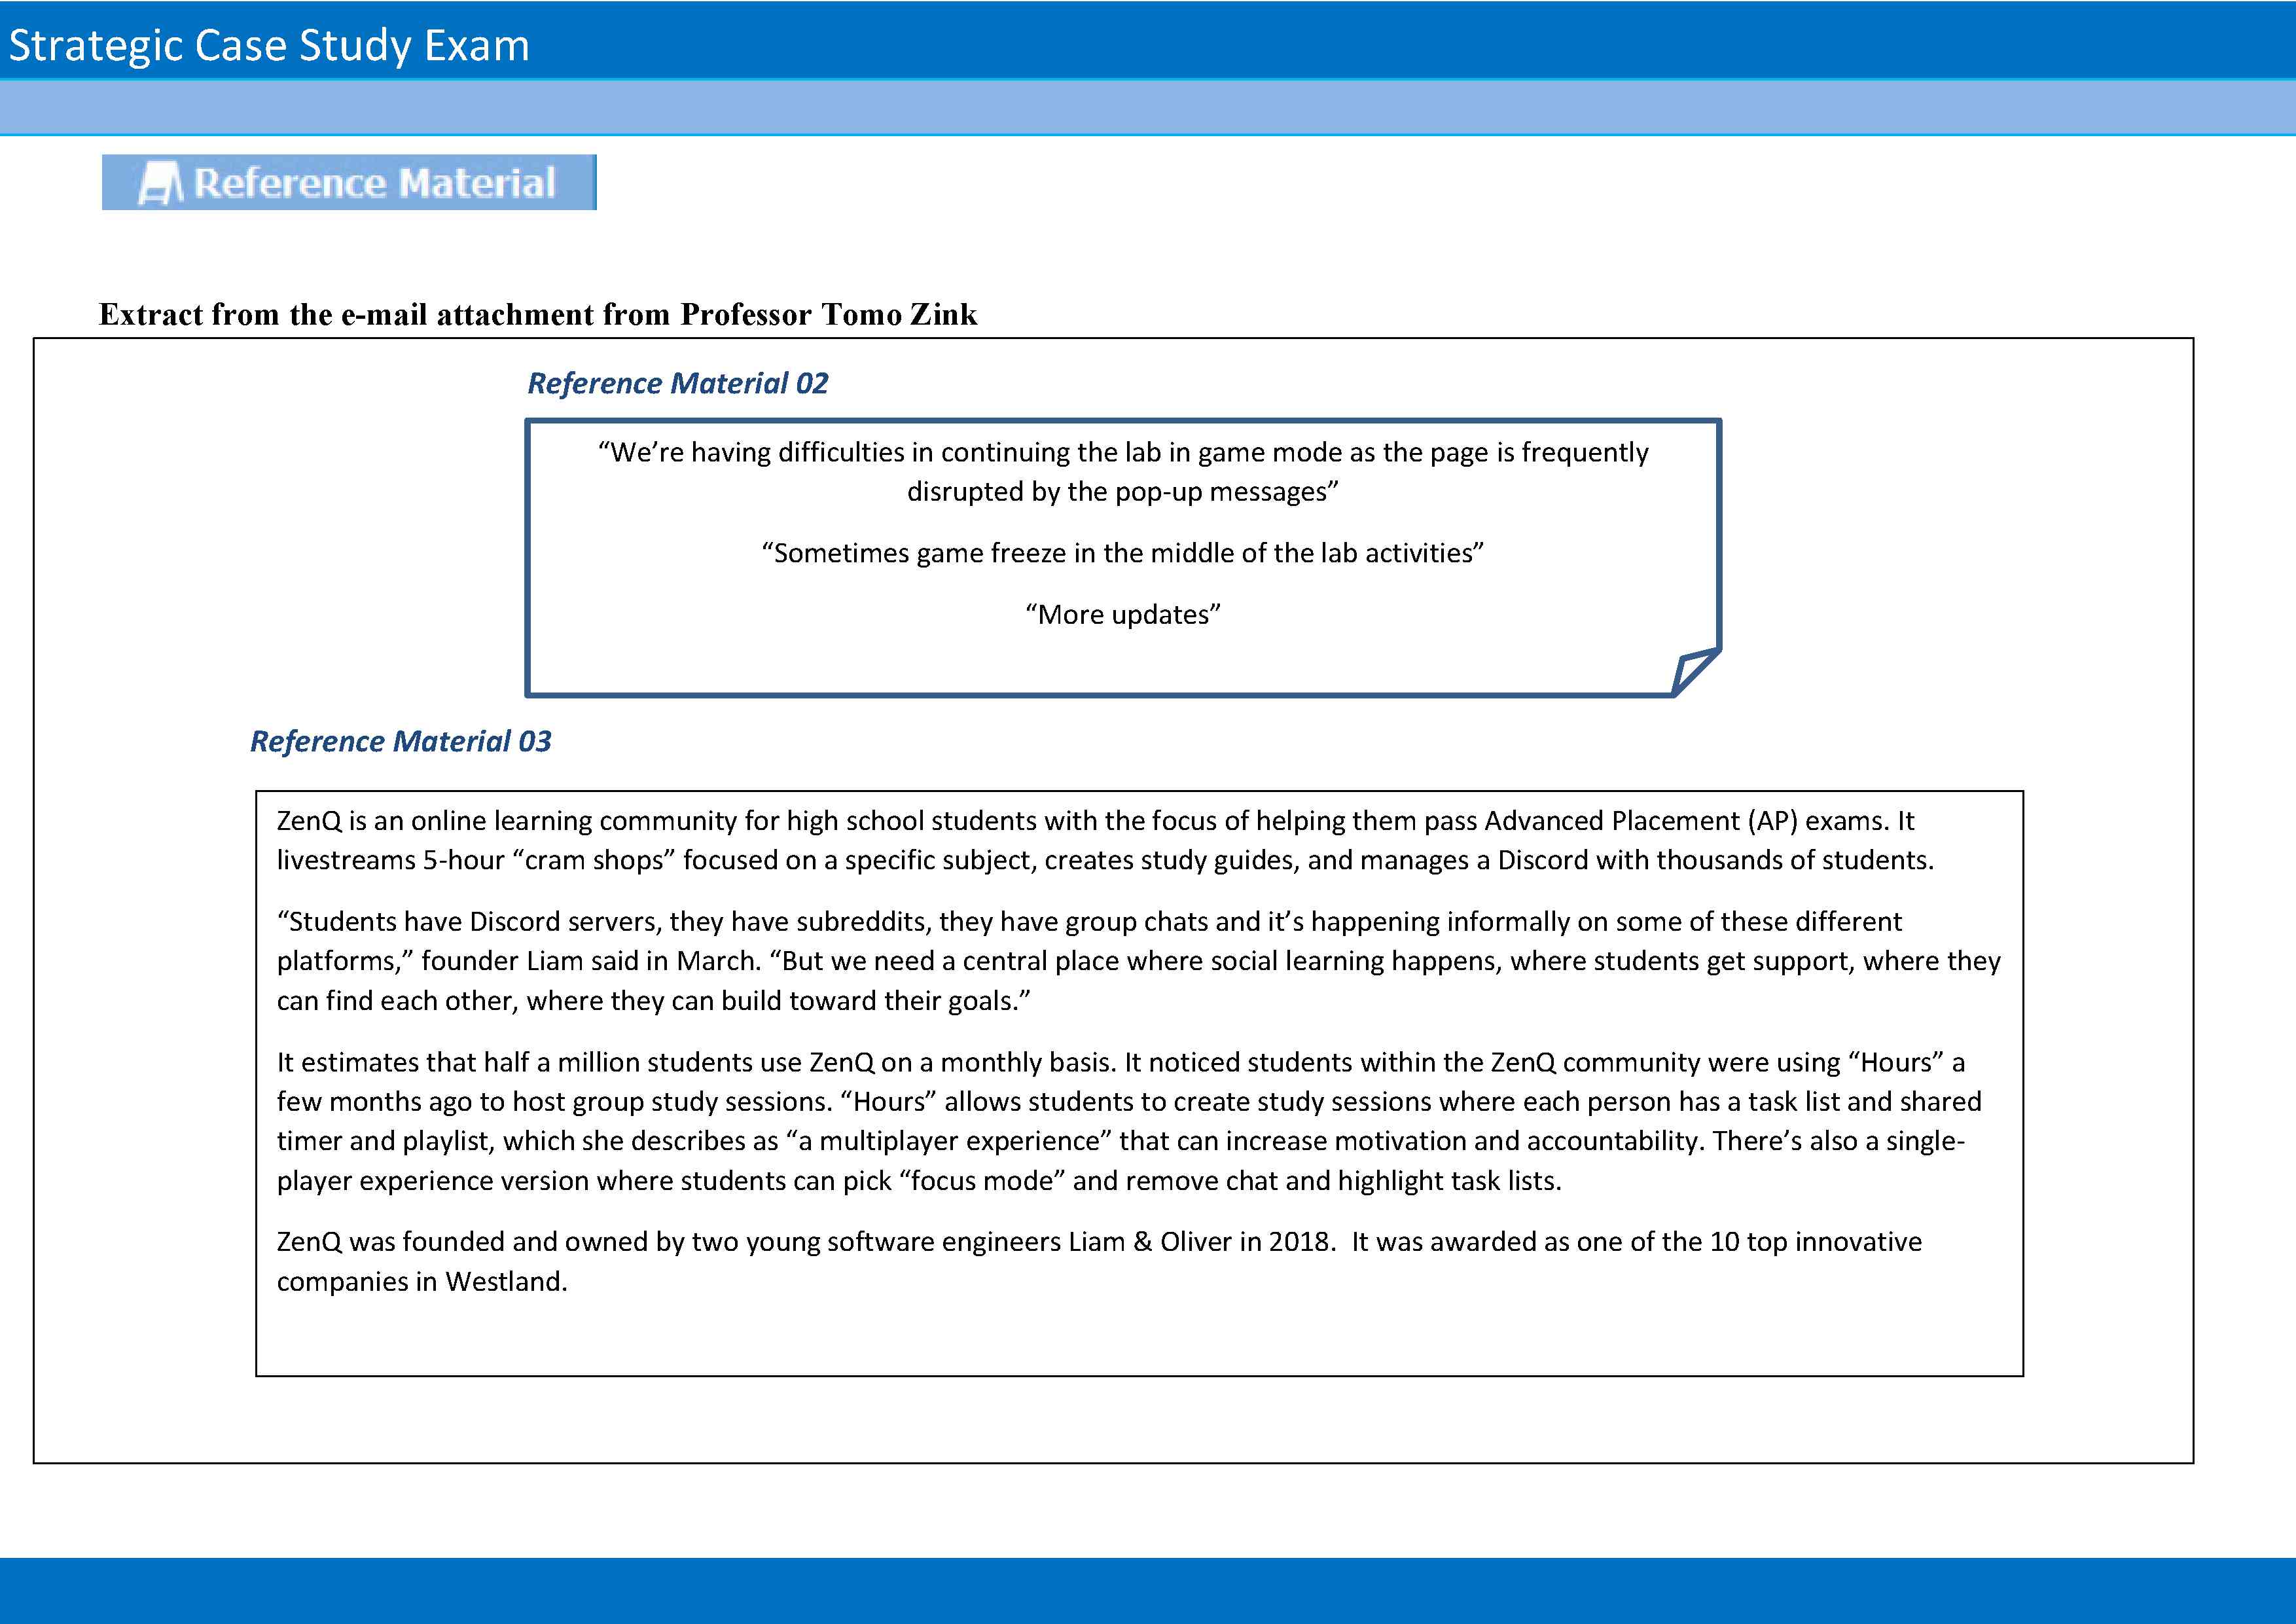 Strategic Case Study Exam
Reference Material
Extract from the e-mail attachment from Professor Tomo Zink
Reference Material 02
“We’re having difficulties in continuing the lab in game mode as the page is frequently
disrupted by the pop-up messages”
“Sometimes game freeze in the middle of the lab activities”
“More updates”
Reference Material 03
ZenQ is an online learning community for high school students with the focus of helping them pass Advanced Placement (AP) exams. It
livestreams 5-hour “cram shops” focused on a specific subject, creates study guides, and manages a Discord with thousands of students.
“Students have Discord servers, they have subreddits, they have group chats and it’s happening informally on some of these different
platforms,” founder Liam said in March. “But we need a central place where social learning happens, where students get support, where they
can find each other, where they can build toward their goals.”
It estimates that half a million students use ZenQ on a monthly basis. It noticed students within the ZenQ community were using “Hours” a
few months ago to host group study sessions. “Hours” allows students to create study sessions where each person has a task list and shared
timer and playlist, which she describes as “a multiplayer experience” that can increase motivation and accountability. There’s also a single-
player experience version where students can pick “focus mode” and remove chat and highlight task lists.
ZenQ was founded and owned by two young software engineers Liam & Oliver in 2018.  It was awarded as one of the 10 top innovative
companies in Westland.